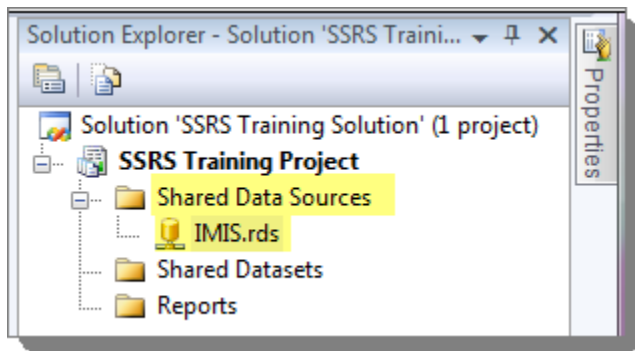 Solution Explorer - Solution 'SSRS Traini...
Properties
Solution 'SSRS Training Solution' (1 project)
SSRS Training Project
Shared Data Sources
IMIS.rds
Shared Datasets
Reports